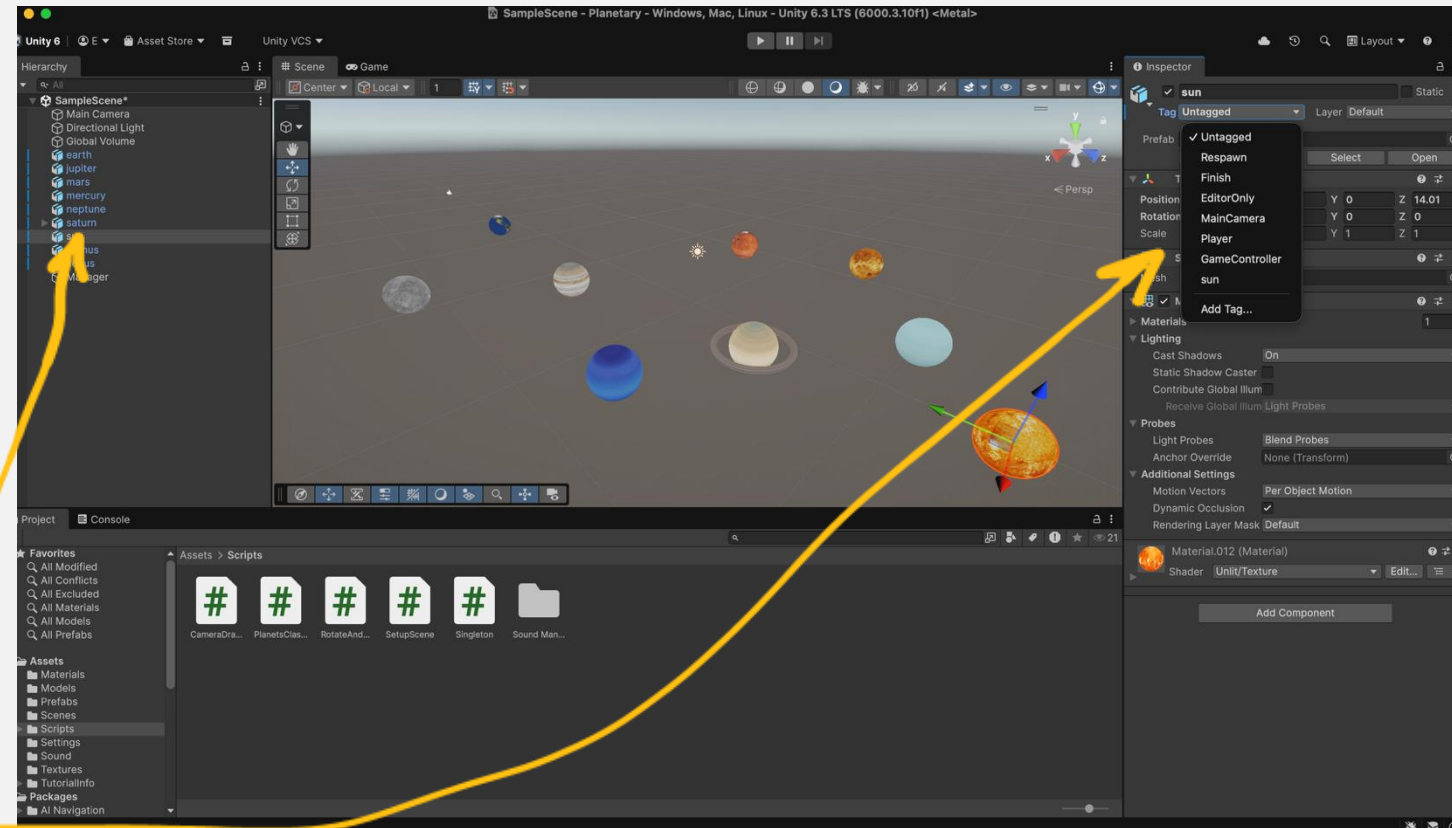 SampleScene - Planetary - Windows, Mac, Linux - Unity 6.3 LTS (6000.3.10f1) <Metal>
Unity 6 E Asset Store Unity VCS Layout
Hierarchy
All
SampleScene*
Main Camera
Directional Light
Global Volume
earth
jupiter
mars
mercury
neptune
saturn
Scene Game
Center Local 1
2D
y
x z
Persp
Inspector
sun Static
Tag Untagged Layer Default
Prefab Select Open
Untagged
Respawn
Finish
EditorOnly
MainCamera
Player
GameController
sun
Add Tag...
Position Y 0 Z 14.01
Rotation Y 0 Z 0
Scale Y 1 Z 1
Materials 1
Lighting
Cast Shadows On
Static Shadow Caster
Contribute Global Illum
Receive Global Illum Light Probes
Probes
Light Probes Blend Probes
Anchor Override None (Transform)
Additional Settings
Motion Vectors Per Object Motion
Dynamic Occlusion
Rendering Layer Mask Default
Material.012 (Material)
Shader Unlit/Texture Edit...
Add Component
Project Console
21
Favorites
All Modified
All Conflicts
All Excluded
All Materials
All Models
All Prefabs
Assets
Materials
Models
Prefabs
Scenes
Scripts
Settings
Sound
Textures
TutorialInfo
Packages
AI Navigation
Assets > Scripts
# # # # #
CameraDra... PlanetsClas... RotateAnd... SetupScene Singleton Sound Man...